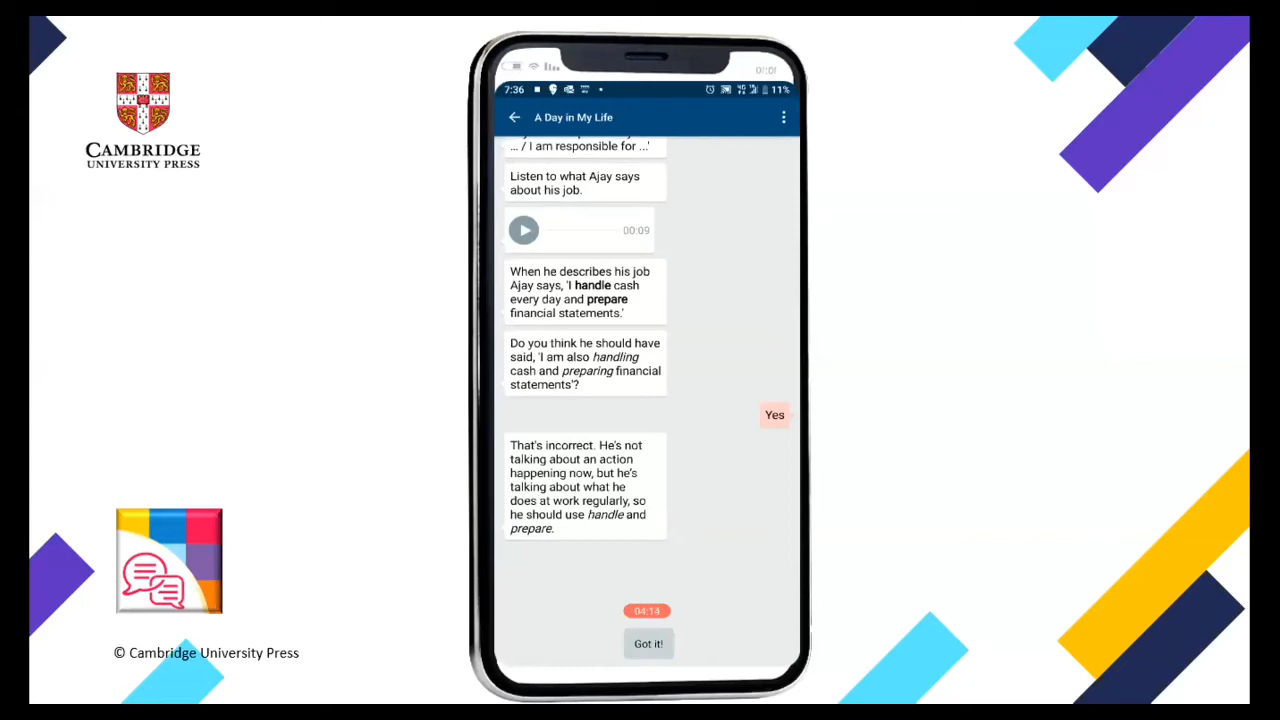 CAMBRIDGE
UNIVERSITY PRESS
7:36
11%
A Day in My Life
... / I am responsible for ...'
Listen to what Ajay says
about his job.
00:09
When he describes his job
Ajay says, 'I handle cash
every day and prepare
financial statements.'
Do you think he should have
said, 'I am also handling
cash and preparing financial
statements'?
Yes
That's incorrect. He's not
talking about an action
happening now, but he's
talking about what he
does at work regularly, so
he should use handle and
prepare.
04:14
Got it!
© Cambridge University Press